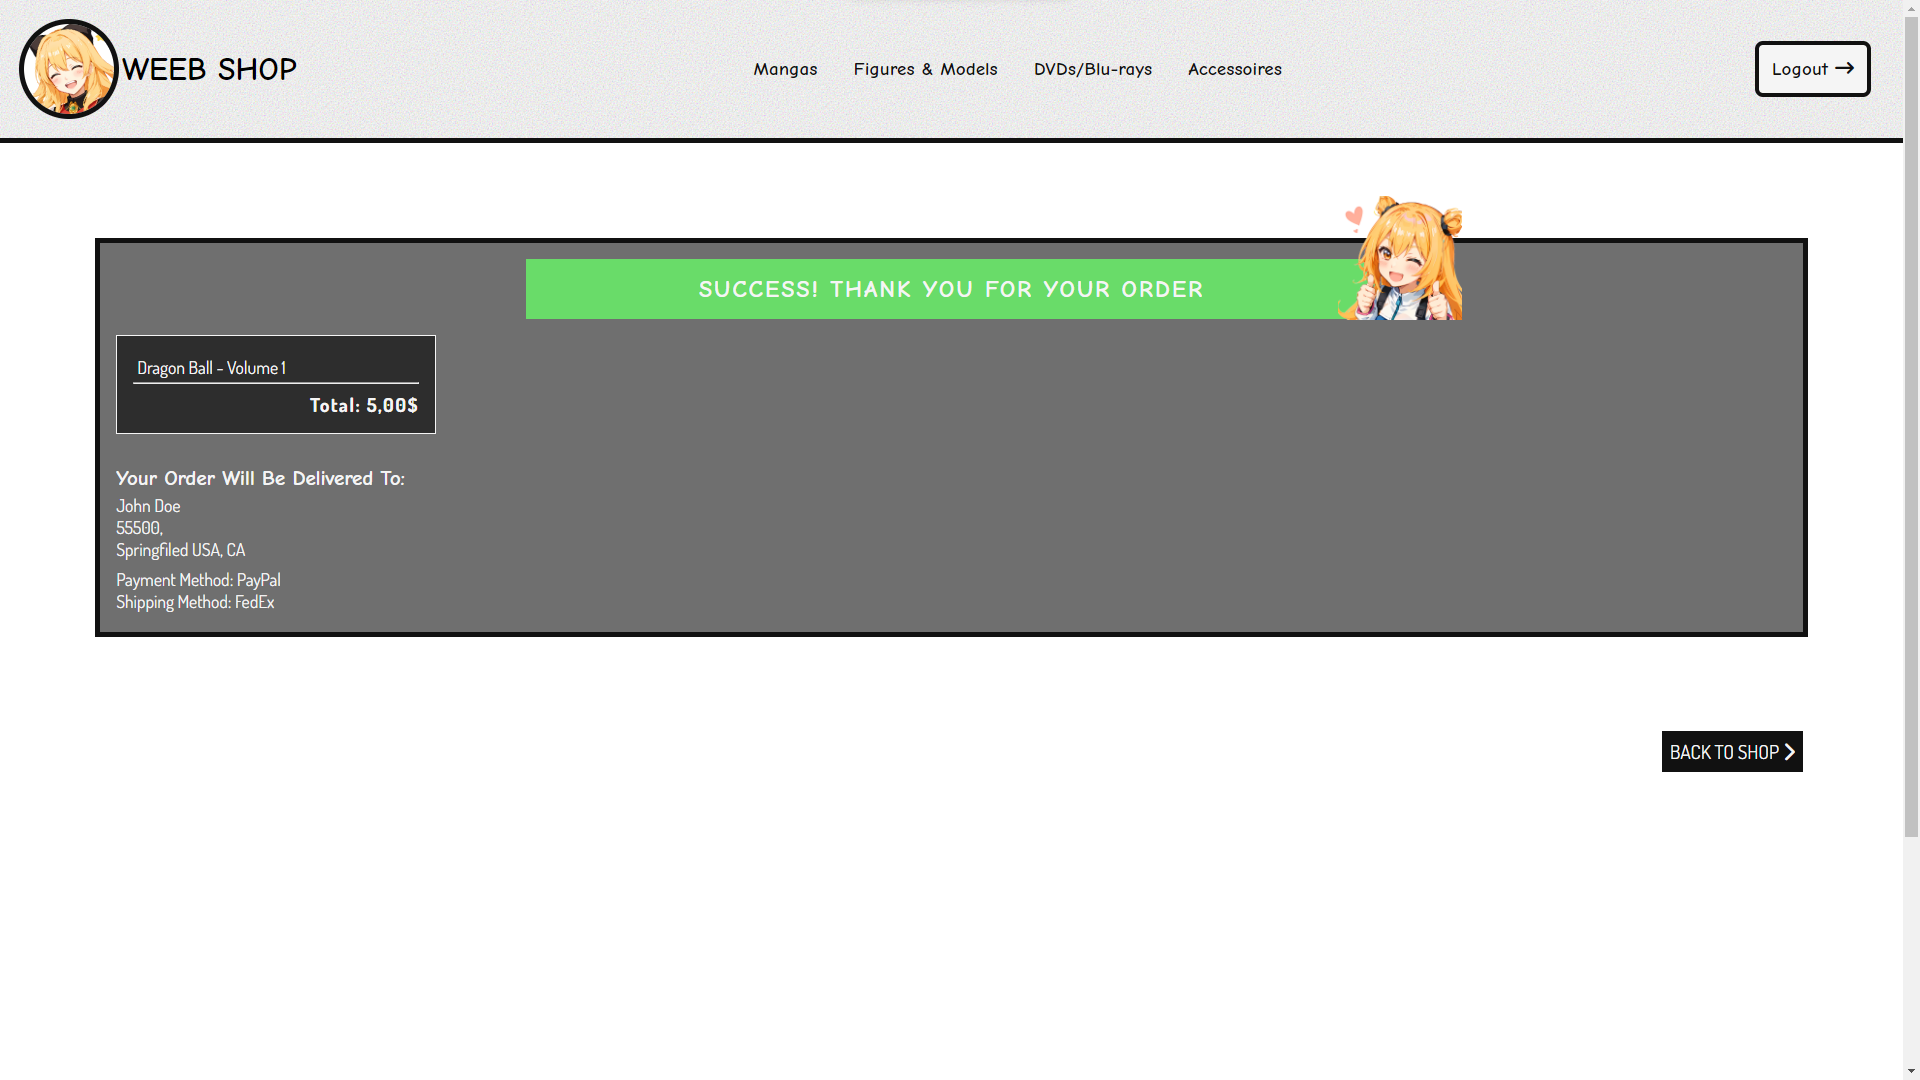 WEEB SHOP
Mangas
Figures & Models
DVDs/Blu-rays
Accessoires
Logout
SUCCESS! THANK YOU FOR YOUR ORDER
Dragon Ball - Volume 1
Total: 5,00$
Your Order Will Be Delivered To:
John Doe
55500,
Springfiled USA, CA
Payment Method: PayPal
Shipping Method: FedEx
BACK TO SHOP